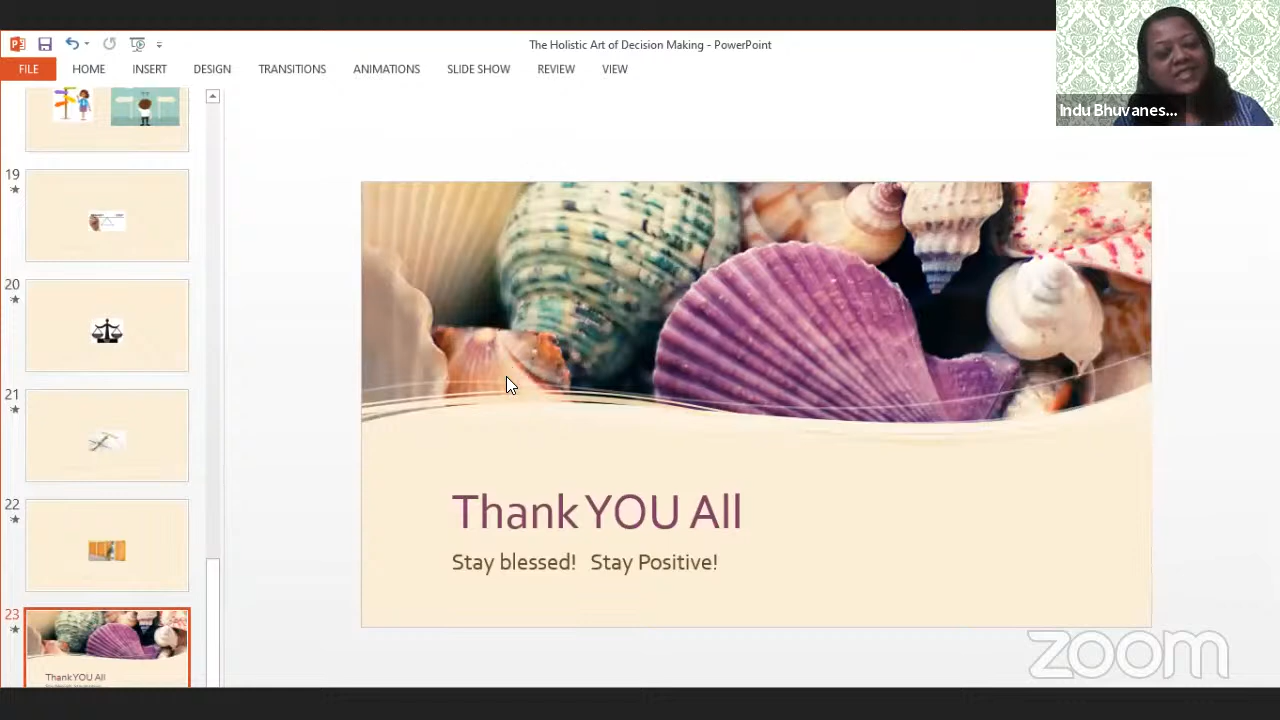 The Holistic Art of Decision Making - PowerPoint
FILE HOME INSERT DESIGN TRANSITIONS ANIMATIONS SLIDE SHOW REVIEW VIEW
Indu Bhuvanes...
19
20
21
22
23
Thank YOU All
Thank YOU All
Stay blessed! Stay Positive!
zoom